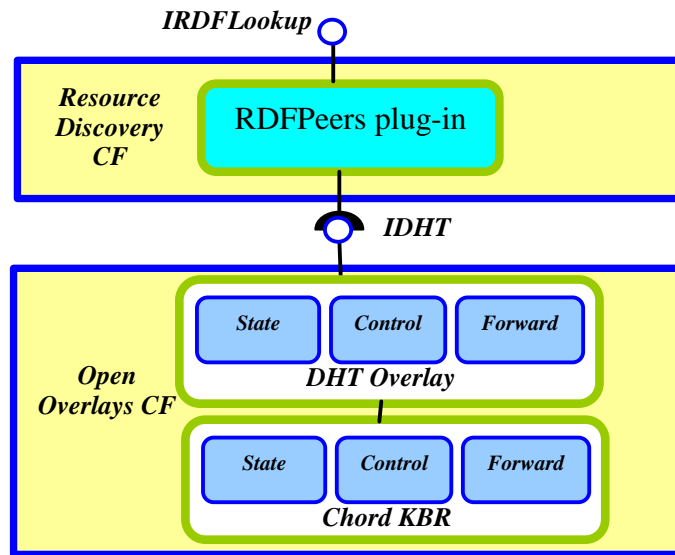 IRDFLookup
Resource
Discovery
CF
RDFPeers plug-in
IDHT
State
Control
Forward
DHT Overlay
Open
Overlays CF
State
Control
Forward
Chord KBR